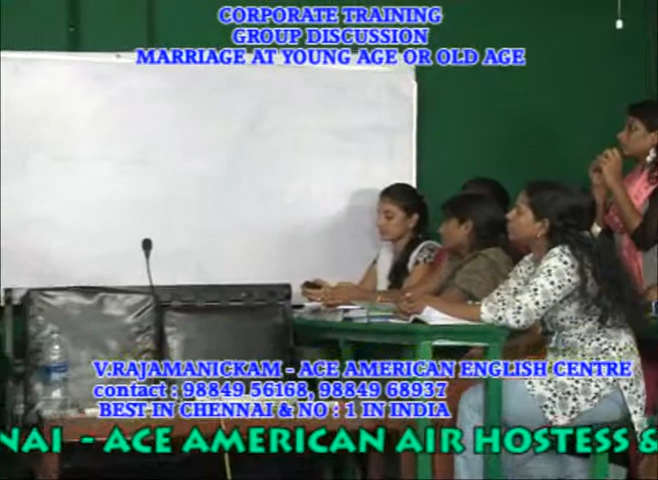 CORPORATE TRAINING
GROUP DISCUSSION
MARRIAGE AT YOUNG AGE OR OLD AGE
V.RAJAMANICKAM - ACE AMERICAN ENGLISH CENTRE
contact : 98849 56168, 98849 68937
BEST IN CHENNAI & NO : 1 IN INDIA
NAI - ACE AMERICAN AIR HOSTESS &